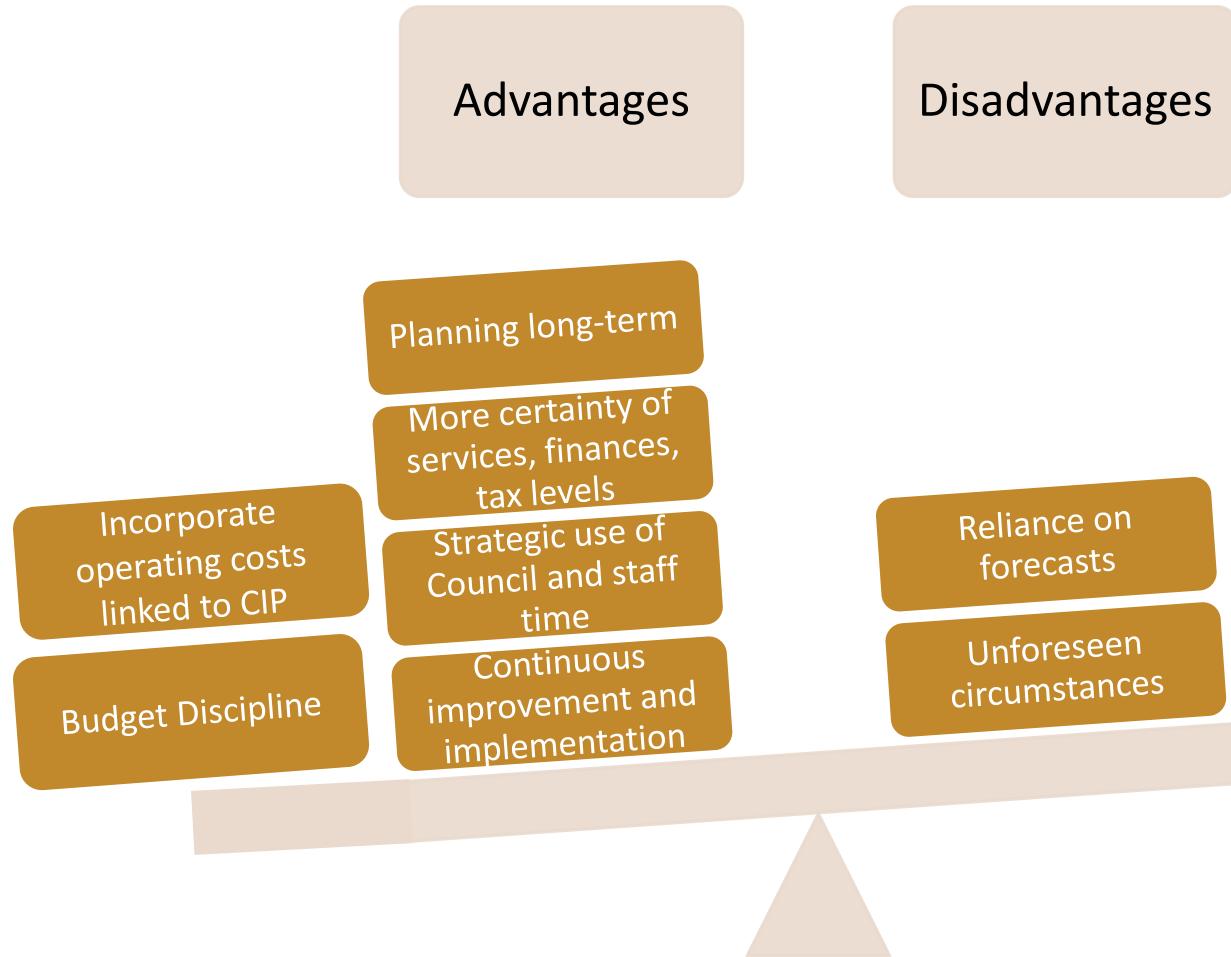 Advantages
Disadvantages
Planning long-term
More certainty of
services, finances,
tax levels
Strategic use of
Council and staff
time
Continuous
improvement and
implementation
Incorporate
operating costs
linked to CIP
Budget Discipline
Reliance on
forecasts
Unforeseen
circumstances